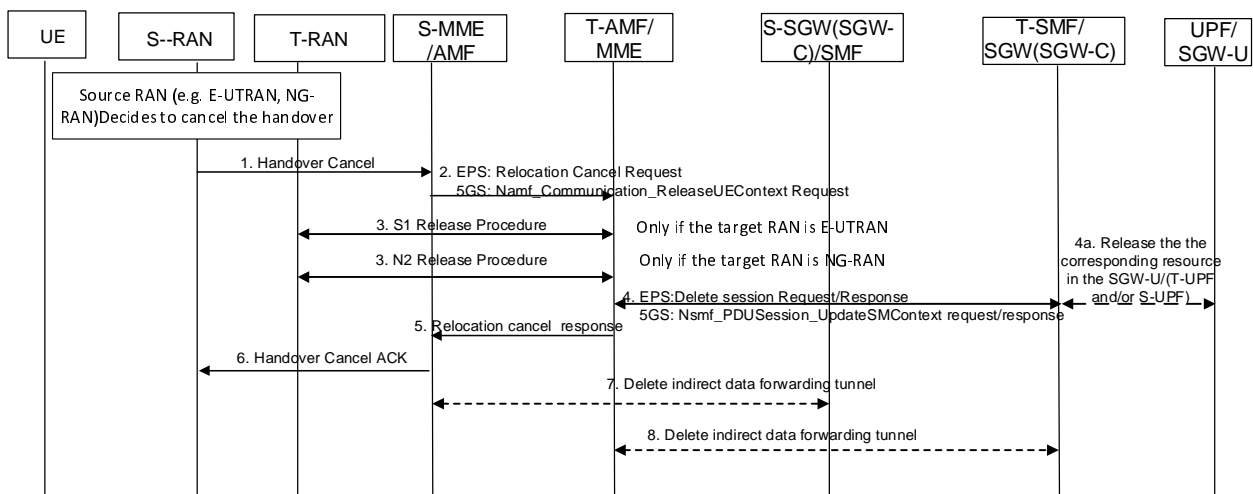 UE
S--RAN
T-RAN
S-MME
/AMF
T-AMF/
MME
S-SGW(SGW-
C)/SMF
T-SMF/
SGW(SGW-C)
UPF/
SGW-U
Source RAN (e.g. E-UTRAN, NG-
RAN)Decides to cancel the handover
1. Handover Cancel
2. EPS: Relocation Cancel Request
5GS: Namf_Communication_ReleaseUEContext Request
3. S1 Release Procedure
Only if the target RAN is E-UTRAN
3. N2 Release Procedure
Only if the target RAN is NG-RAN
4a. Release the the
corresponding resource
in the SGW-U/(T-UPF
and/or S-UPF)
4. EPS:Delete session Request/Response
5GS: Nsmf_PDUSession_UpdateSMContext request/response
5. Relocation cancel response
6. Handover Cancel ACK
7. Delete indirect data forwarding tunnel
8. Delete indirect data forwarding tunnel